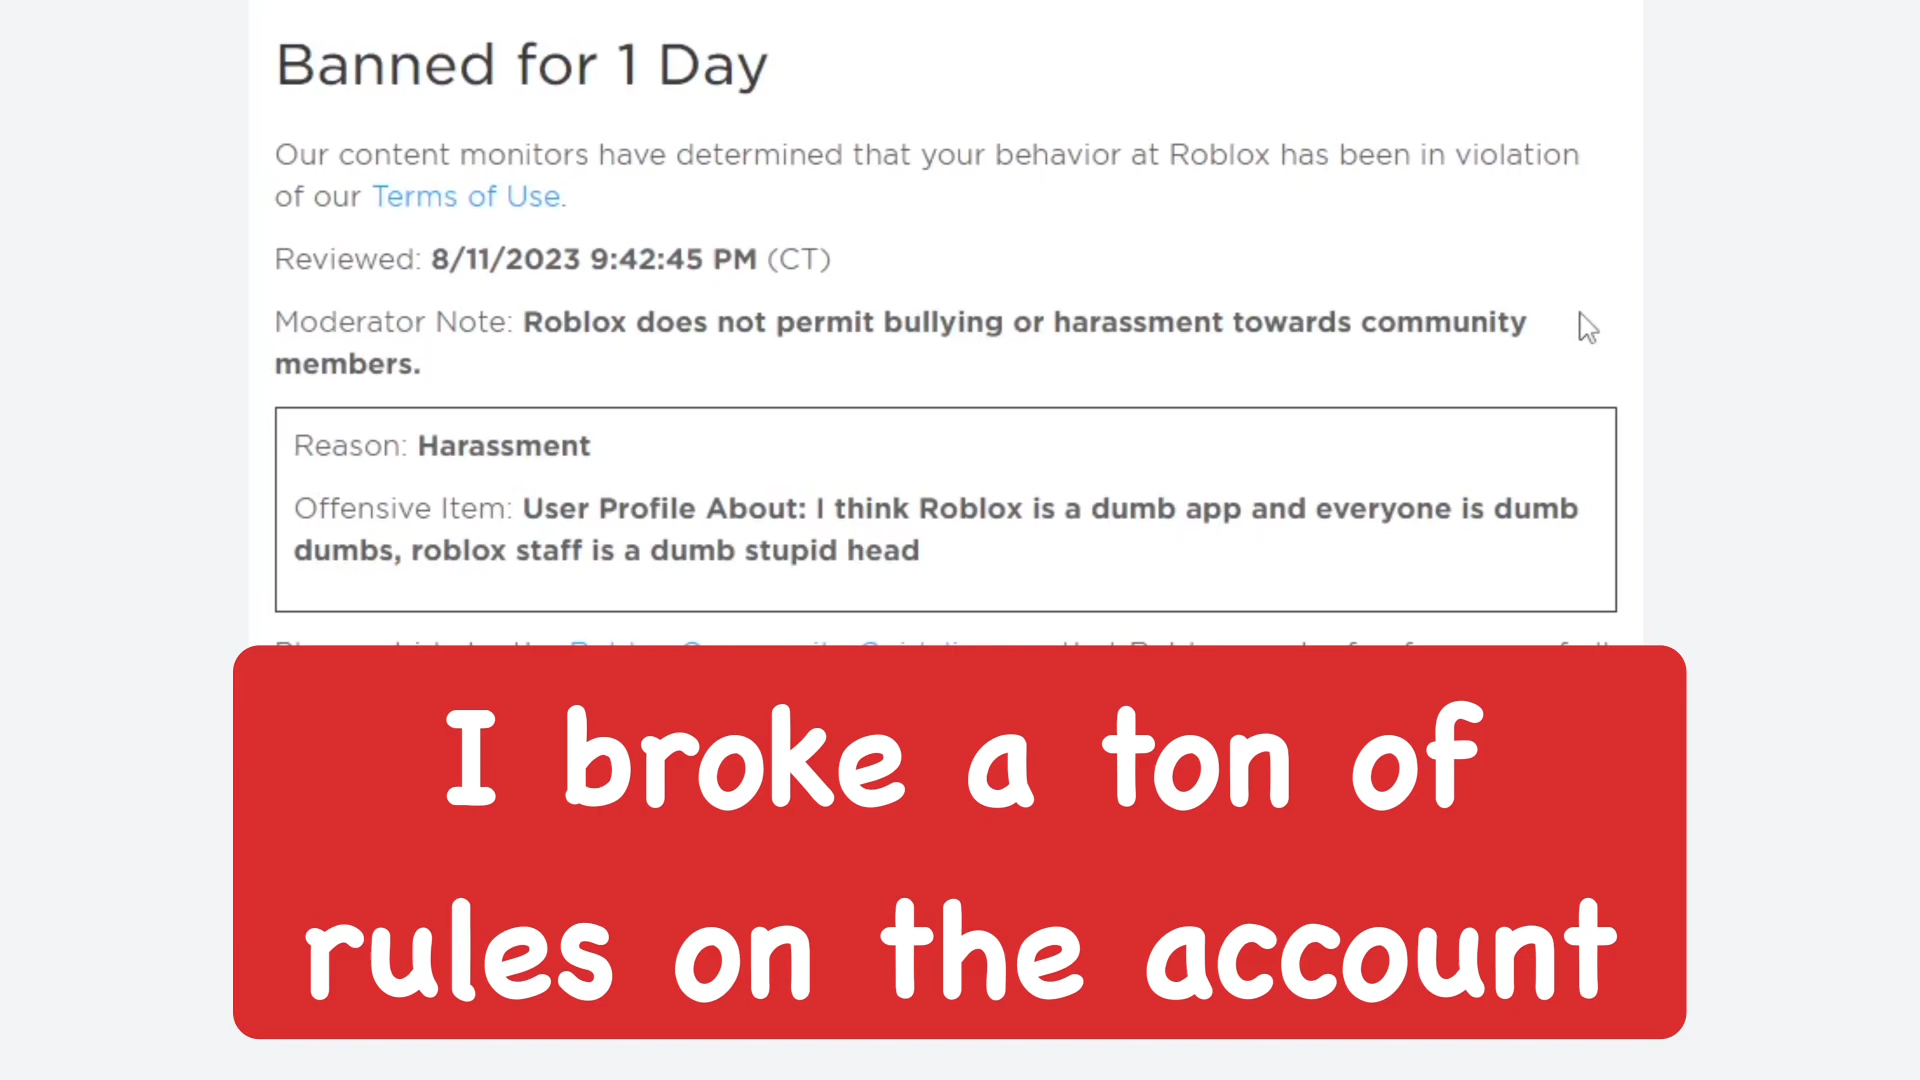 Banned for 1 Day
Our content monitors have determined that your behavior at Roblox has been in violation
of our Terms of Use.
Reviewed: 8/11/2023 9:42:45 PM (CT)
Moderator Note: Roblox does not permit bullying or harassment towards community
members.
Reason: Harassment
Offensive Item: User Profile About: I think Roblox is a dumb app and everyone is dumb
dumbs, roblox staff is a dumb stupid head
I broke a ton of
rules on the account